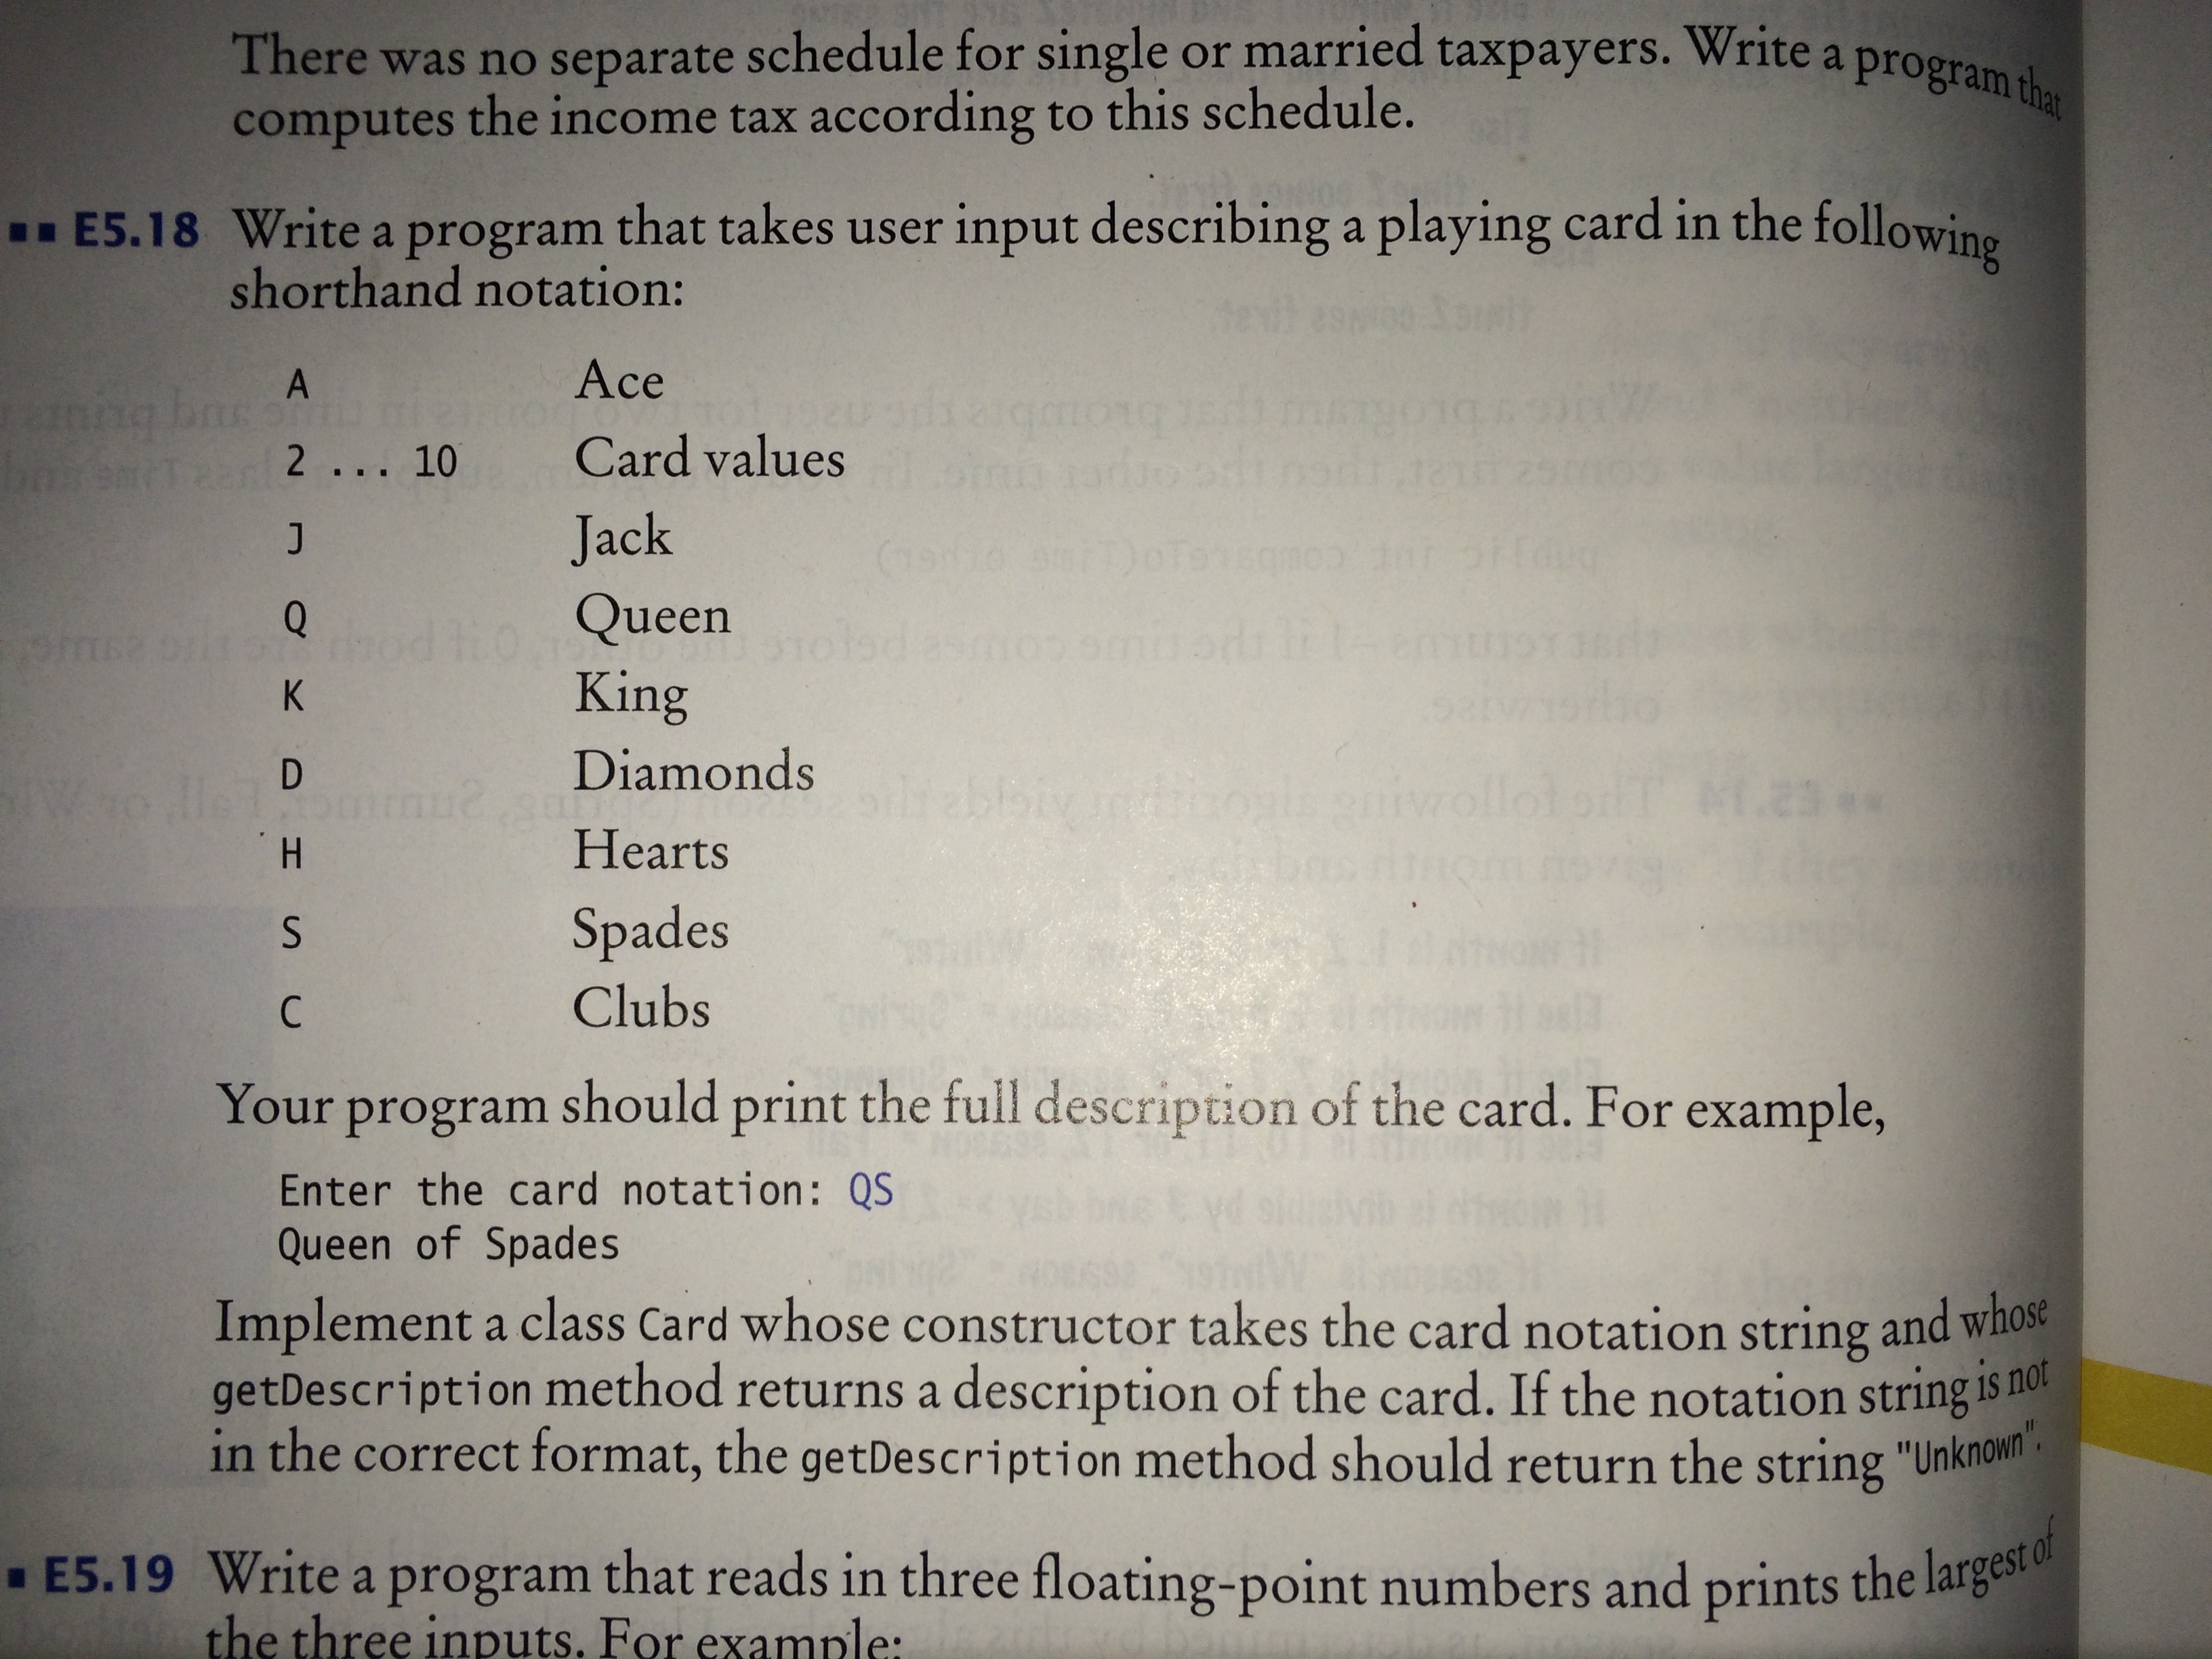 There was no separate schedule for single or married taxpayers. Write a program that
computes the income tax according to this schedule.
E5.18 Write a program that takes user input describing a playing card in the following
shorthand notation:
A Ace
2 ... 10 Card values
J Jack
Q Queen
K King
D Diamonds
H Hearts
S Spades
C Clubs
Your program should print the full description of the card. For example,
Enter the card notation: QS
Queen of Spades
Implement a class Card whose constructor takes the card notation string and whose
getDescription method returns a description of the card. If the notation string is not
in the correct format, the getDescription method should return the string "Unknown".
E5.19 Write a program that reads in three floating-point numbers and prints the largest of
the three inputs. For example: